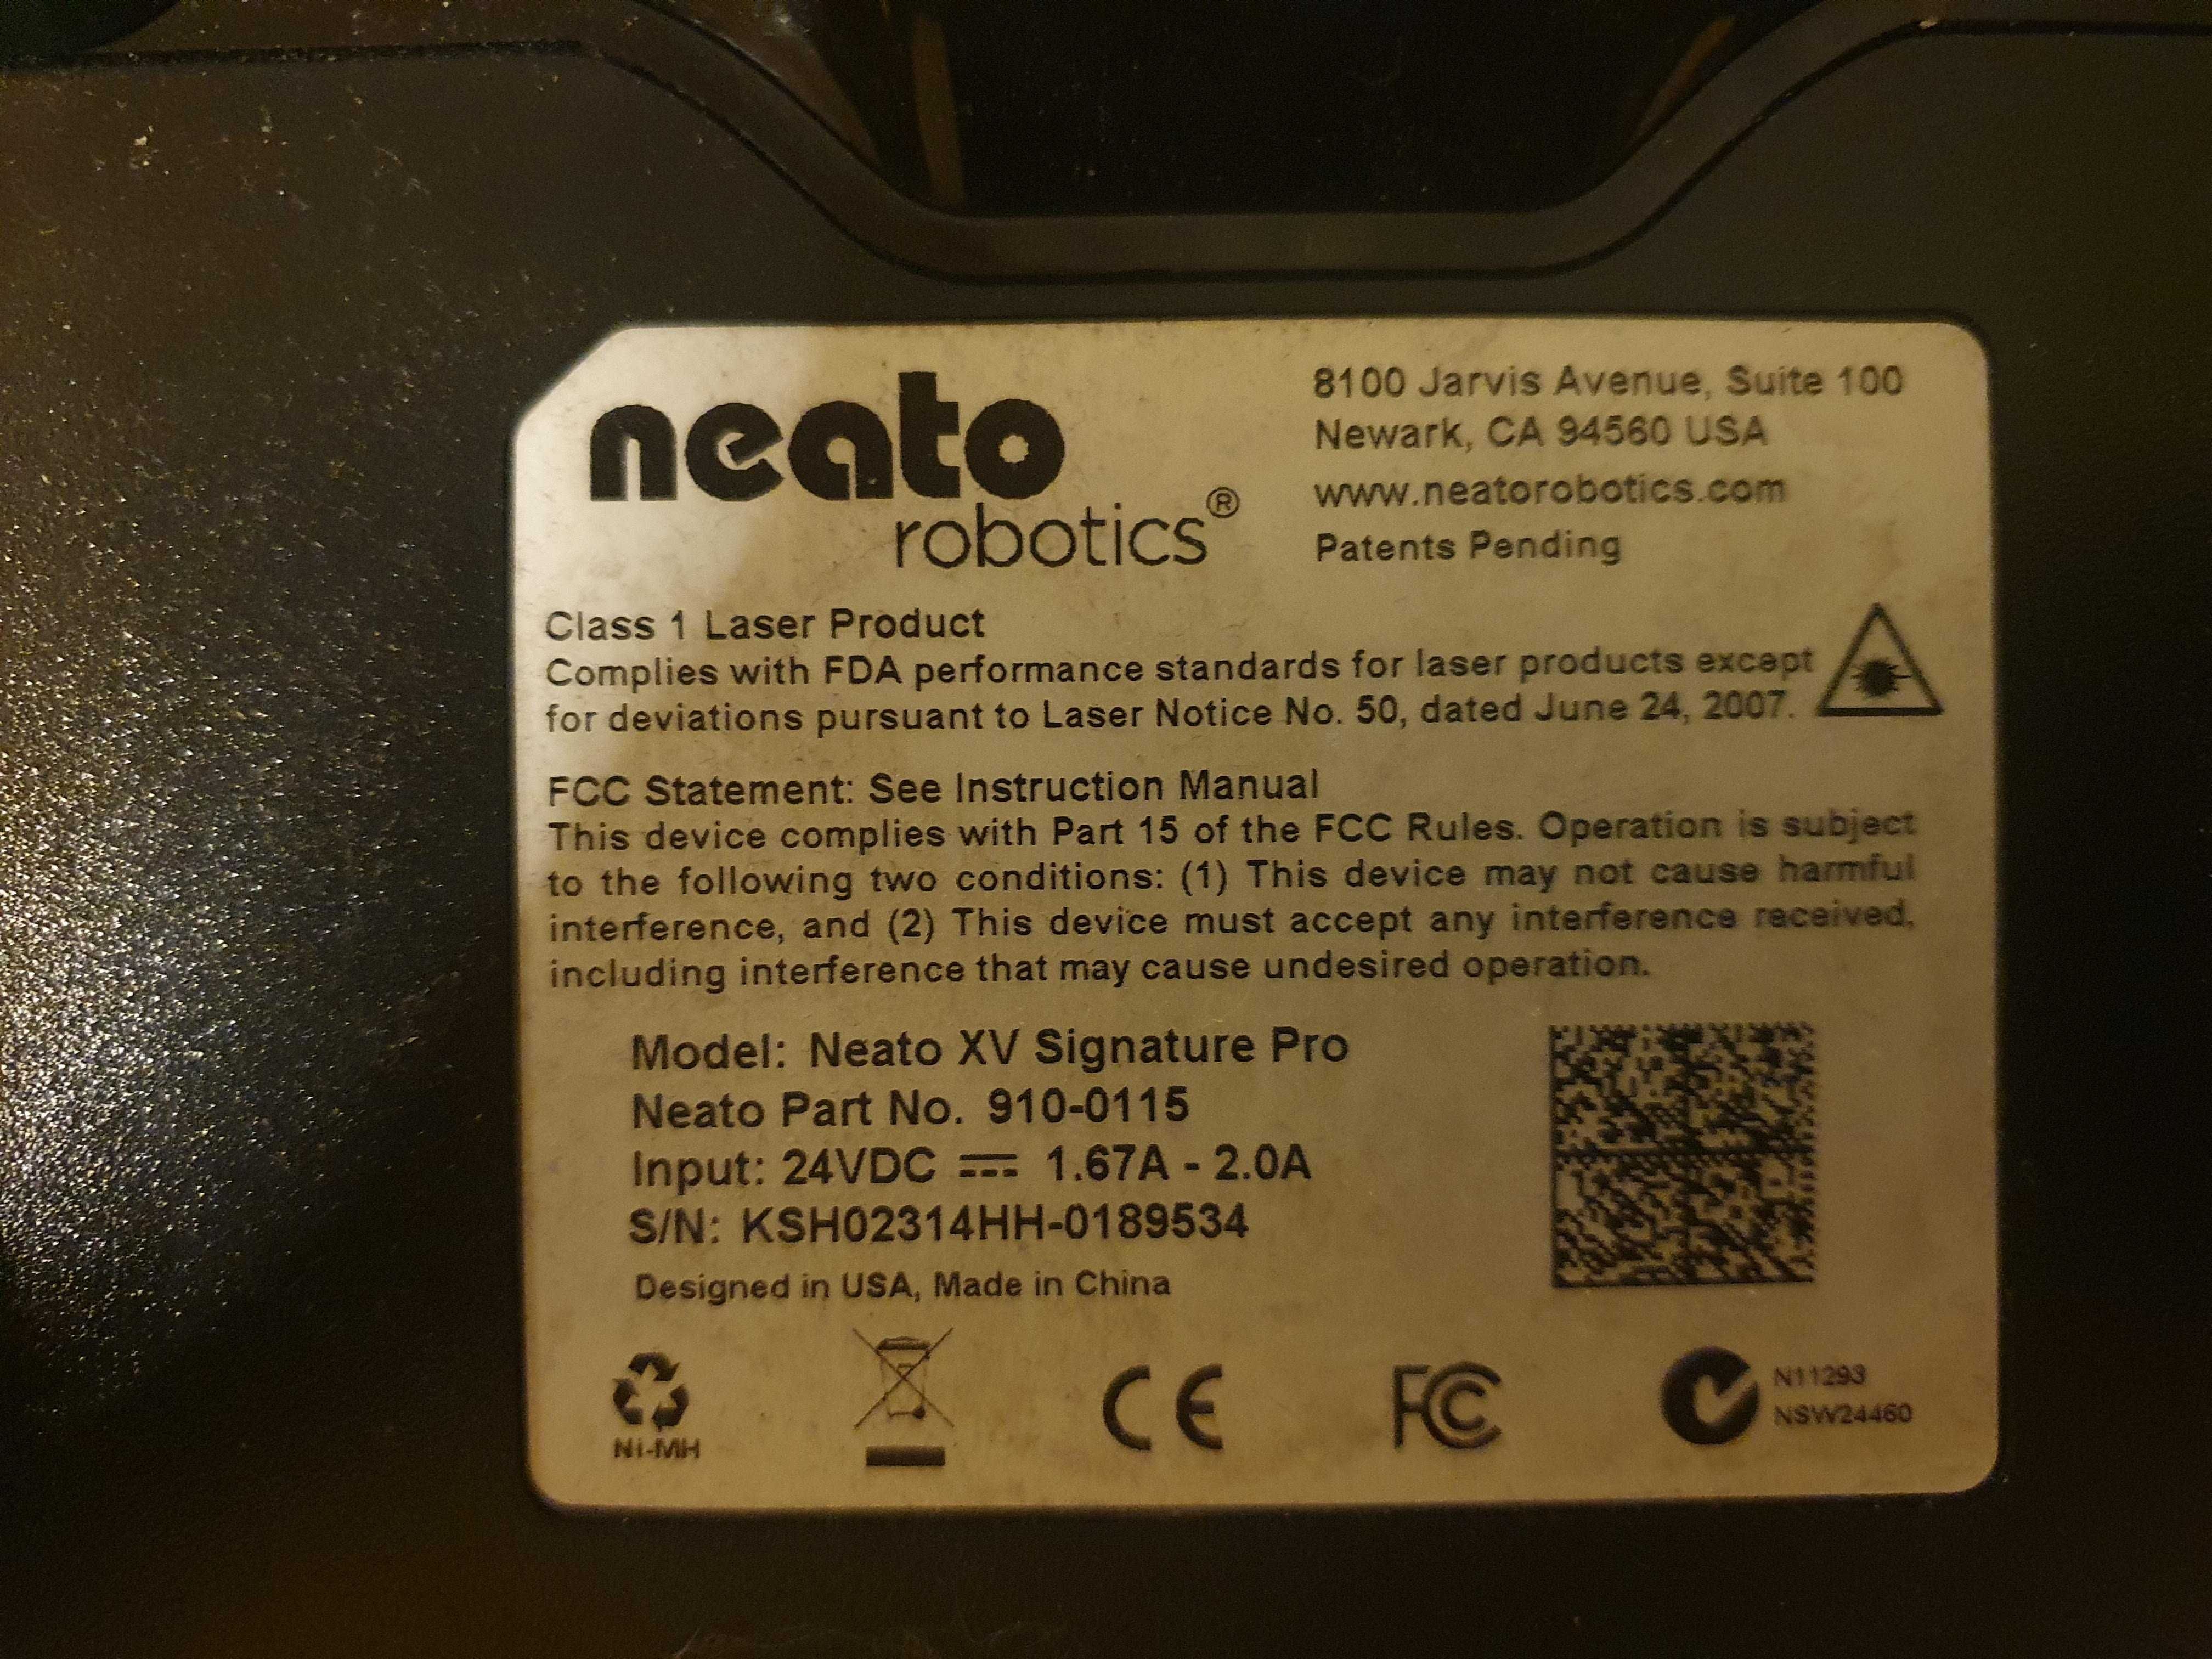 neato
robotics®
8100 Jarvis Avenue, Suite 100
Newark, CA 94560 USA
www.neatorobotics.com
Patents Pending
Class 1 Laser Product
Complies with FDA performance standards for laser products except
for deviations pursuant to Laser Notice No. 50, dated June 24, 2007.
FCC Statement: See Instruction Manual
This device complies with Part 15 of the FCC Rules. Operation is subject
to the following two conditions: (1) This device may not cause harmful
interference, and (2) This device must accept any interference received,
including interference that may cause undesired operation.
Model: Neato XV Signature Pro
Neato Part No. 910-0115
Input: 24VDC ⎓ 1.67A - 2.0A
S/N: KSH02314HH-0189534
Designed in USA, Made in China
Ni-MH
CE
FC
N11293
NSW24460